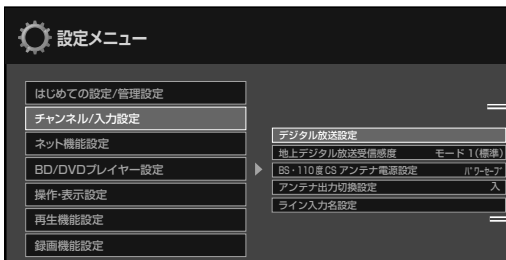 設定メニュー
はじめての設定/管理設定
チャンネル/入力設定
ネット機能設定
BD/DVDプレイヤー設定
操作・表示設定
再生機能設定
録画機能設定
デジタル放送設定
地上デジタル放送受信感度 モード1(標準)
BS・110度CSアンテナ電源設定 ﾊﾟﾜｰｾｰﾌﾞ
アンテナ出力切換設定 入
ライン入力名設定